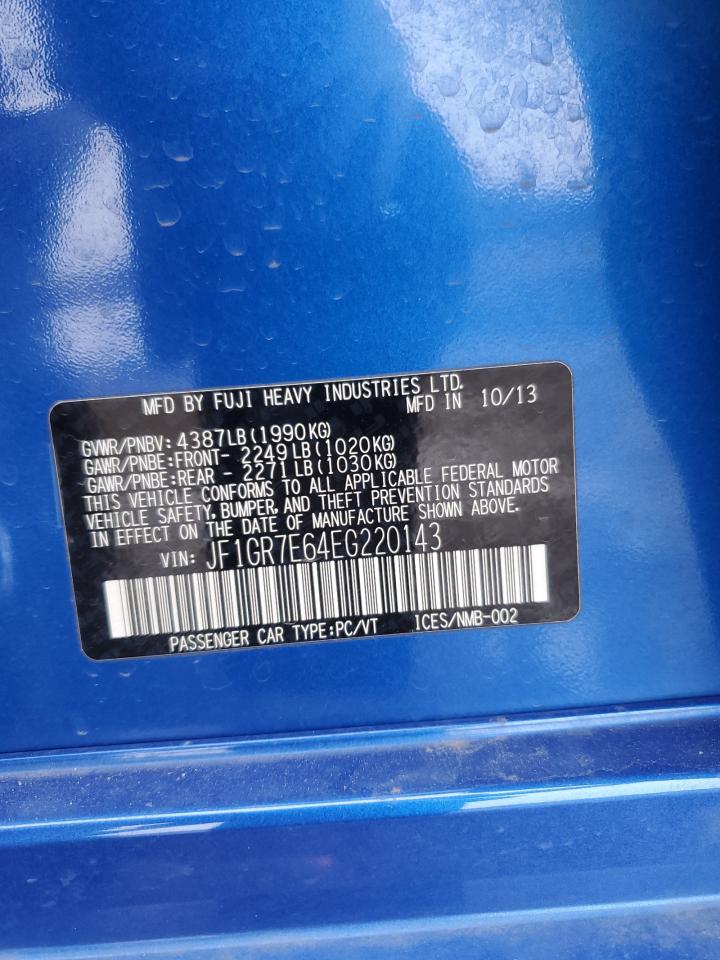 MFD BY FUJI HEAVY INDUSTRIES LTD.
MFD IN 10/13
GVWR/PNBV: 4387LB(1990KG)
GAWR/PNBE:FRONT- 2249LB(1020KG)
GAWR/PNBE:REAR - 2271LB(1030KG)
THIS VEHICLE CONFORMS TO ALL APPLICABLE FEDERAL MOTOR
VEHICLE SAFETY, BUMPER, AND THEFT PREVENTION STANDARDS
IN EFFECT ON THE DATE OF MANUFACTURE SHOWN ABOVE.
VIN: JF1GR7E64EG220143
PASSENGER CAR TYPE:PC/VT ICES/NMB-002